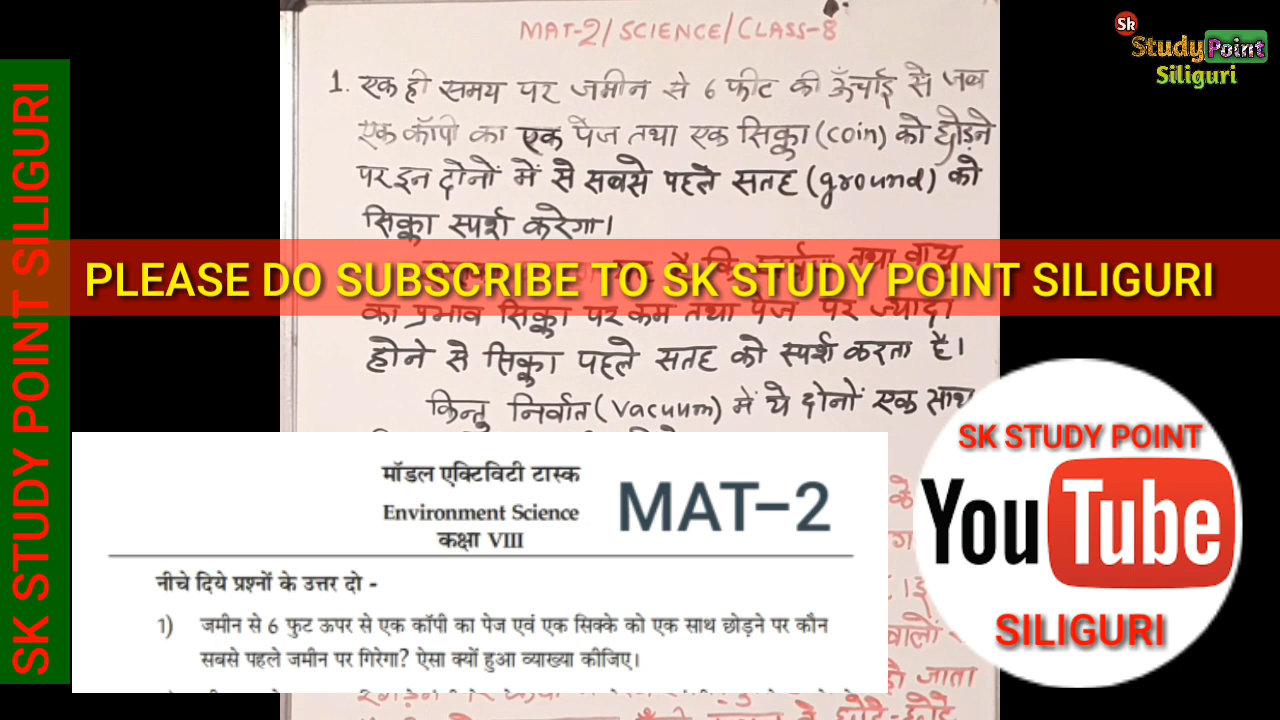 MAT-2/SCIENCE/CLASS-8
Sk
Study Point
Siliguri
SK STUDY POINT SILIGURI
1. एक ही समय पर जमीन से 6 फीट की ऊँचाई से जब
एक कॉपी का एक पेज तथा एक सिक्का (coin) को छोड़ने
पर इन दोनों में से सबसे पहले सतह (ground) को
सिक्का स्पर्श करेगा।
है कि तथा वायु
PLEASE DO SUBSCRIBE TO SK STUDY POINT SILIGURI
का प्रभाव सिक्का पर कम तथा पेज पर ज्यादा
होने से सिक्का पहले सतह को स्पर्श करता है।
किन्तु निर्वात (vacuum) में ये दोनों एक साथ
मॉडल एक्टिविटी टास्क
Environment Science
कक्षा VIII
MAT–2
नीचे दिये प्रश्नों के उत्तर दो -
1) जमीन से 6 फुट ऊपर से एक कॉपी का पेज एवं एक सिक्के को एक साथ छोड़ने पर कौन
सबसे पहले जमीन पर गिरेगा? ऐसा क्यों हुआ व्याख्या कीजिए।
SK STUDY POINT
YouTube
SILIGURI
के
वालों
जाता
छोटे-छोटे